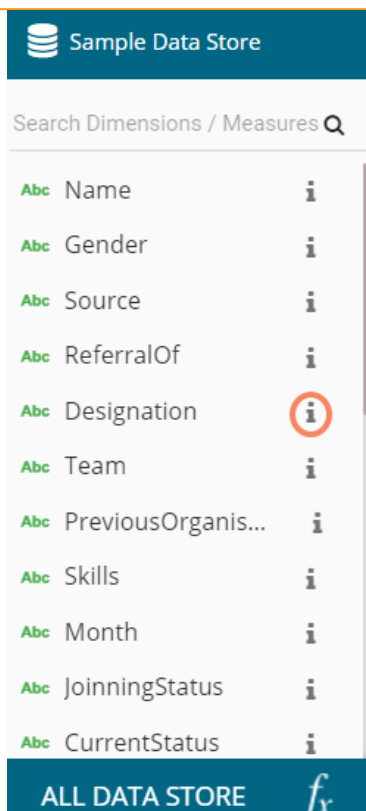 Sample Data Store
Search Dimensions / Measures
Abc Name i
Abc Gender i
Abc Source i
Abc ReferralOf i
Abc Designation i
Abc Team i
Abc PreviousOrganis... i
Abc Skills i
Abc Month i
Abc JoinningStatus i
Abc CurrentStatus i
ALL DATA STORE fx